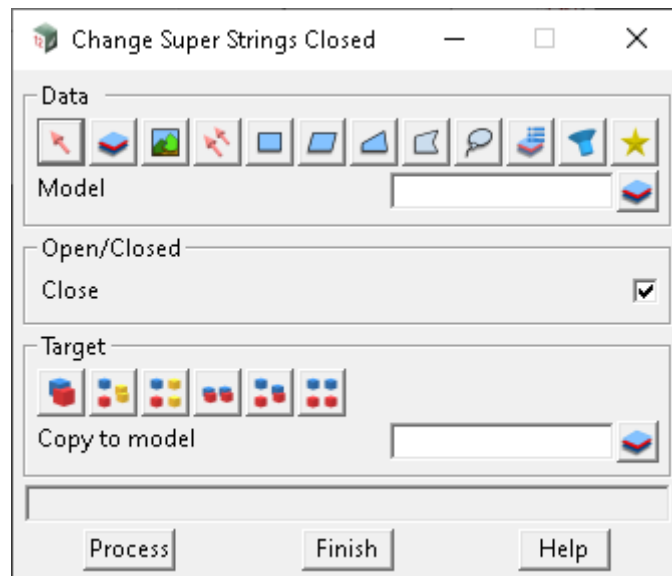 Change Super Strings Closed
Data
Model
Open/Closed
Close
Target
Copy to model
Process Finish Help